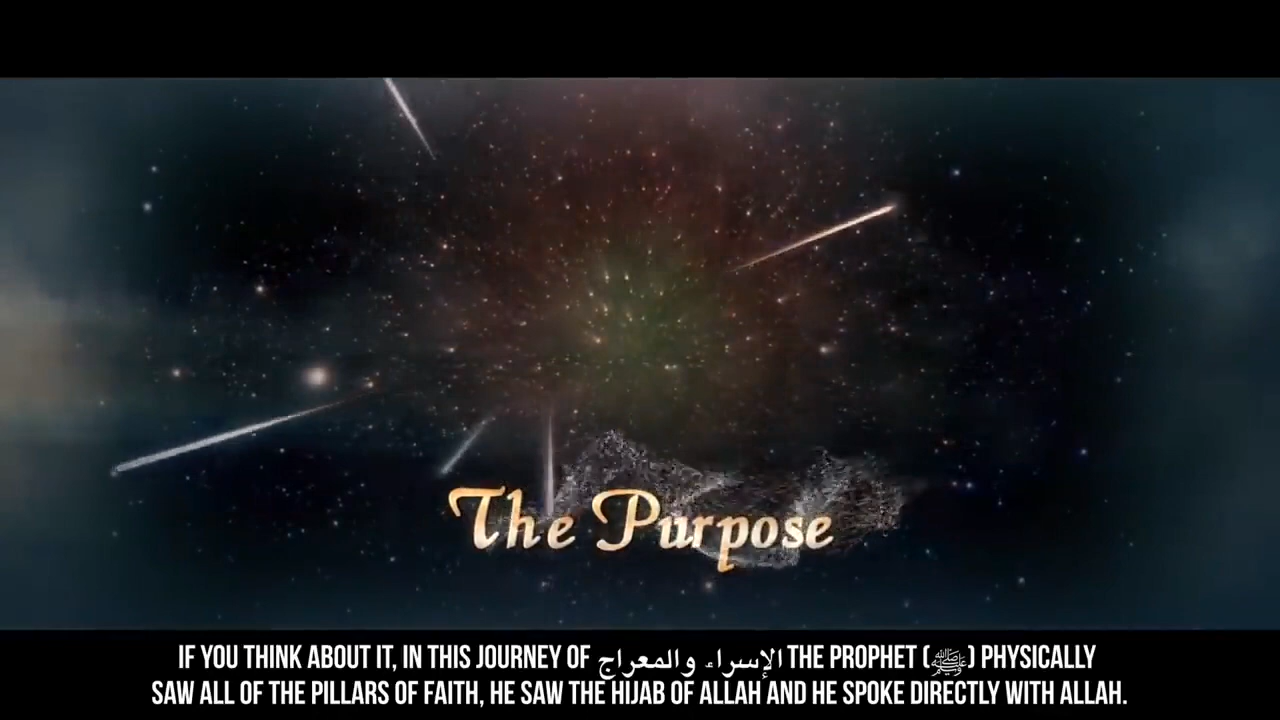 The Purpose
IF YOU THINK ABOUT IT, IN THIS JOURNEY OF الإسراء والمعراج THE PROPHET (ﷺ) PHYSICALLY
SAW ALL OF THE PILLARS OF FAITH, HE SAW THE HIJAB OF ALLAH AND HE SPOKE DIRECTLY WITH ALLAH.